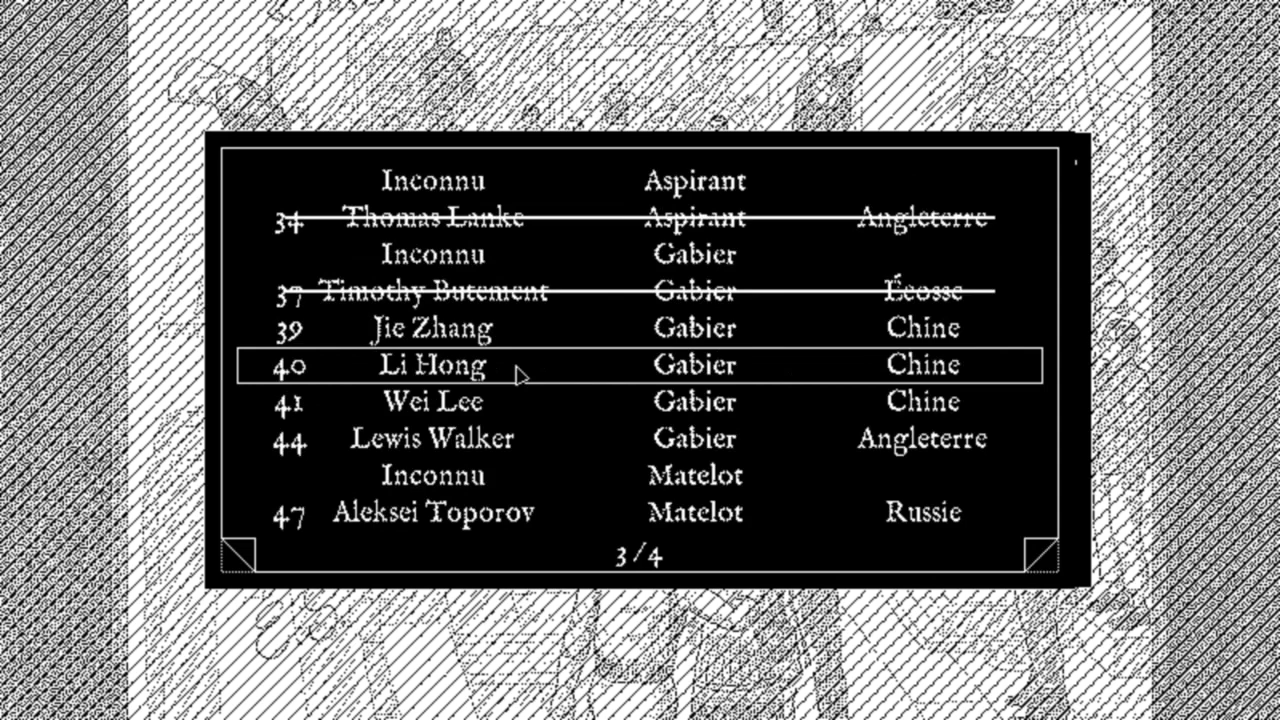 Inconnu Aspirant
34 Thomas Lanke Aspirant Angleterre
Inconnu Gabier
37 Timothy Butement Gabier Écosse
39 Jie Zhang Gabier Chine
40 Li Hong Gabier Chine
41 Wei Lee Gabier Chine
44 Lewis Walker Gabier Angleterre
Inconnu Matelot
47 Aleksei Toporov Matelot Russie
3/4